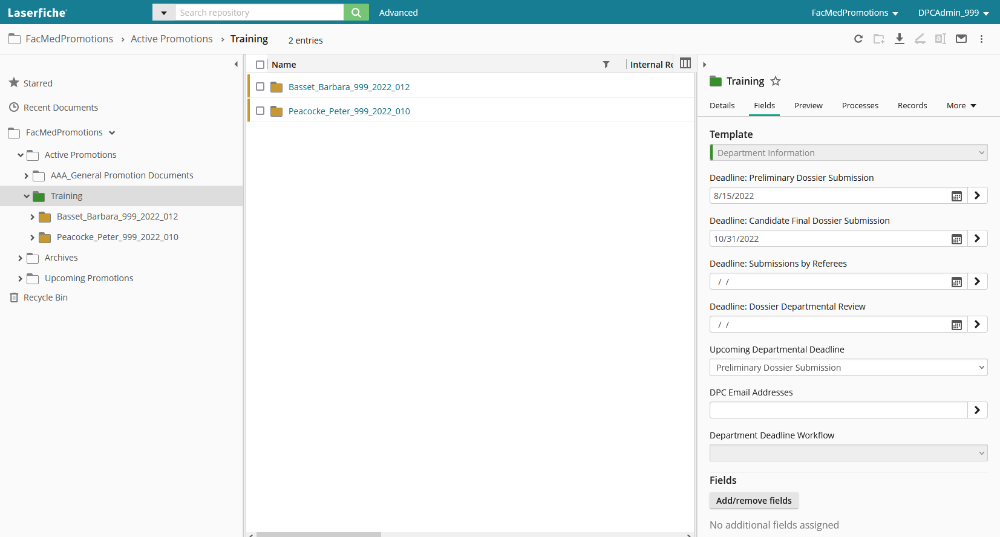 Laserfiche
Search repository
Advanced
FacMedPromotions
DPCAdmin_999
FacMedPromotions › Active Promotions › Training
2 entries
Starred
Recent Documents
FacMedPromotions
Active Promotions
AAA_General Promotion Documents
Training
Basset_Barbara_999_2022_012
Peacocke_Peter_999_2022_010
Archives
Upcoming Promotions
Recycle Bin
Name
Internal Re
Basset_Barbara_999_2022_012
Peacocke_Peter_999_2022_010
Training
Details
Fields
Preview
Processes
Records
More
Template
Department Information
Deadline: Preliminary Dossier Submission
8/15/2022
Deadline: Candidate Final Dossier Submission
10/31/2022
Deadline: Submissions by Referees
/ /
Deadline: Dossier Departmental Review
/ /
Upcoming Departmental Deadline
Preliminary Dossier Submission
DPC Email Addresses
Department Deadline Workflow
Fields
Add/remove fields
No additional fields assigned